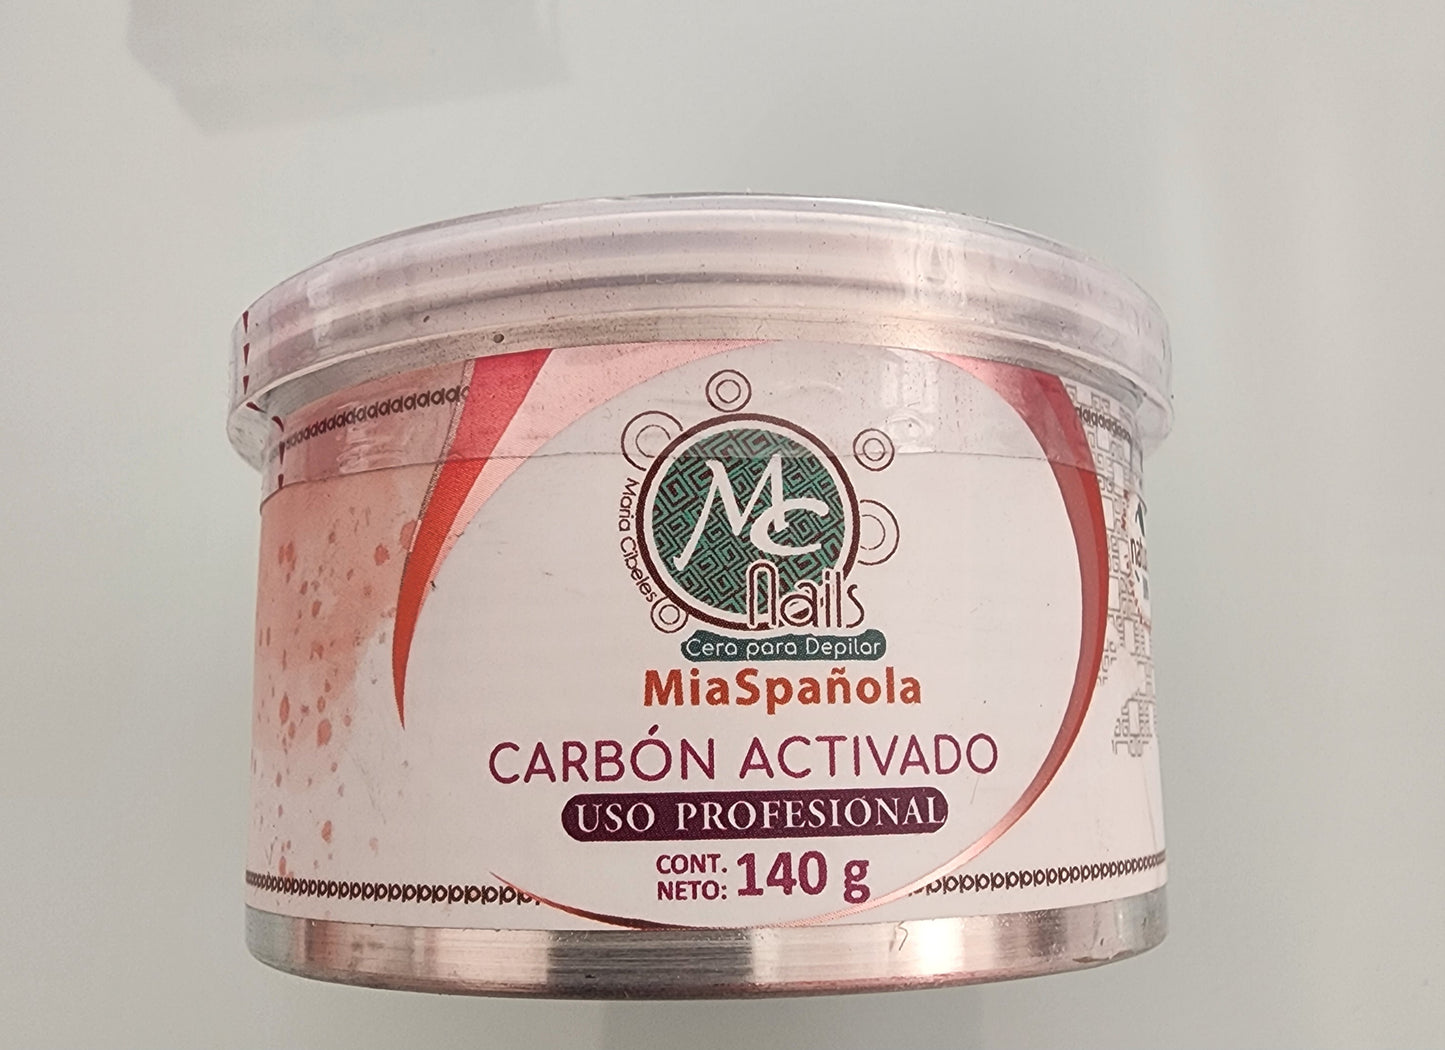 MC
Nails
Maria Cibeles
Cera para Depilar
MiaSpañola
CARBÓN ACTIVADO
USO PROFESIONAL
CONT.
NETO: 140 g